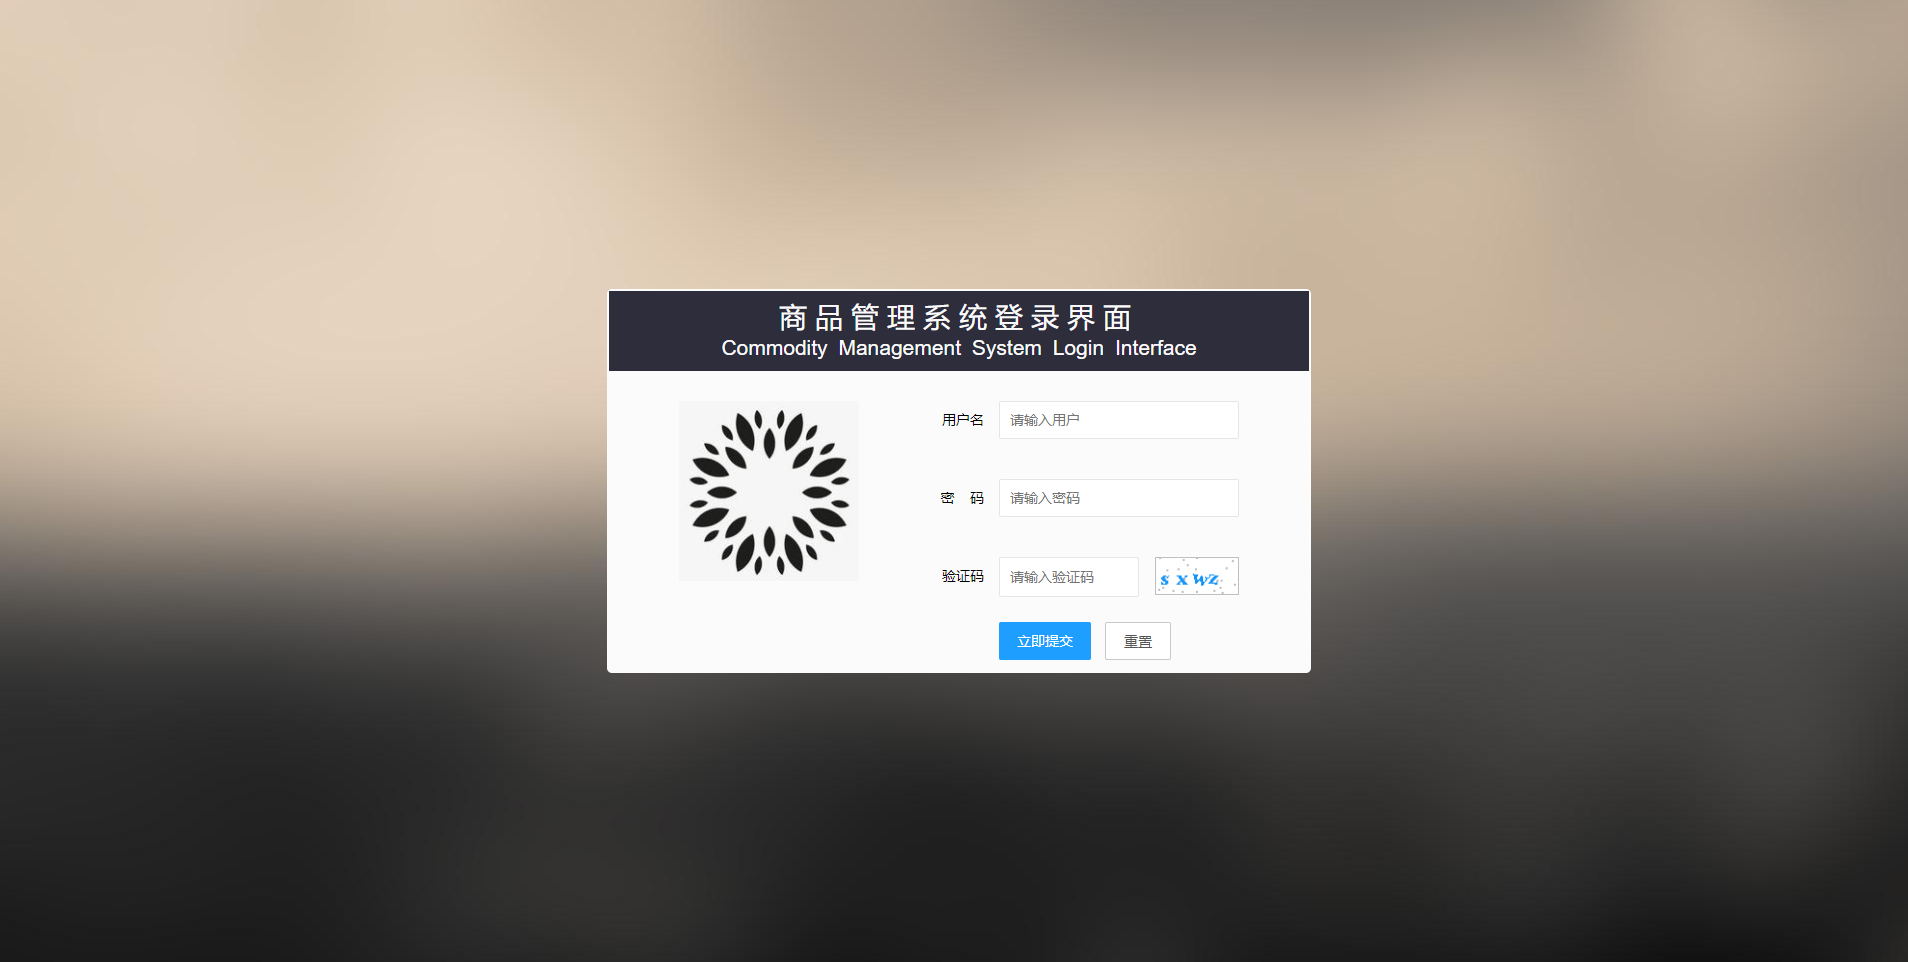 商品管理系统登录界面
Commodity Management System Login Interface
用户名 请输入用户
密 码 请输入密码
验证码 请输入验证码 sxwz
立即提交 重置